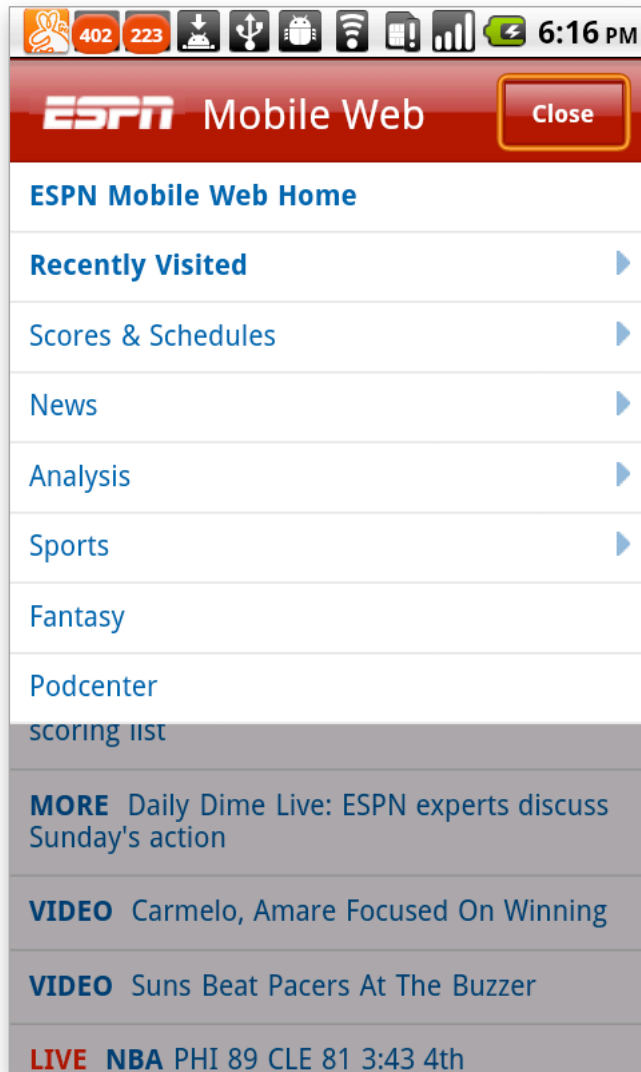 402 223 6:16 PM
ESPN Mobile Web Close
ESPN Mobile Web Home
Recently Visited
Scores & Schedules
News
Analysis
Sports
Fantasy
Podcenter
scoring list
MORE Daily Dime Live: ESPN experts discuss
Sunday's action
VIDEO Carmelo, Amare Focused On Winning
VIDEO Suns Beat Pacers At The Buzzer
LIVE NBA PHI 89 CLE 81 3:43 4th